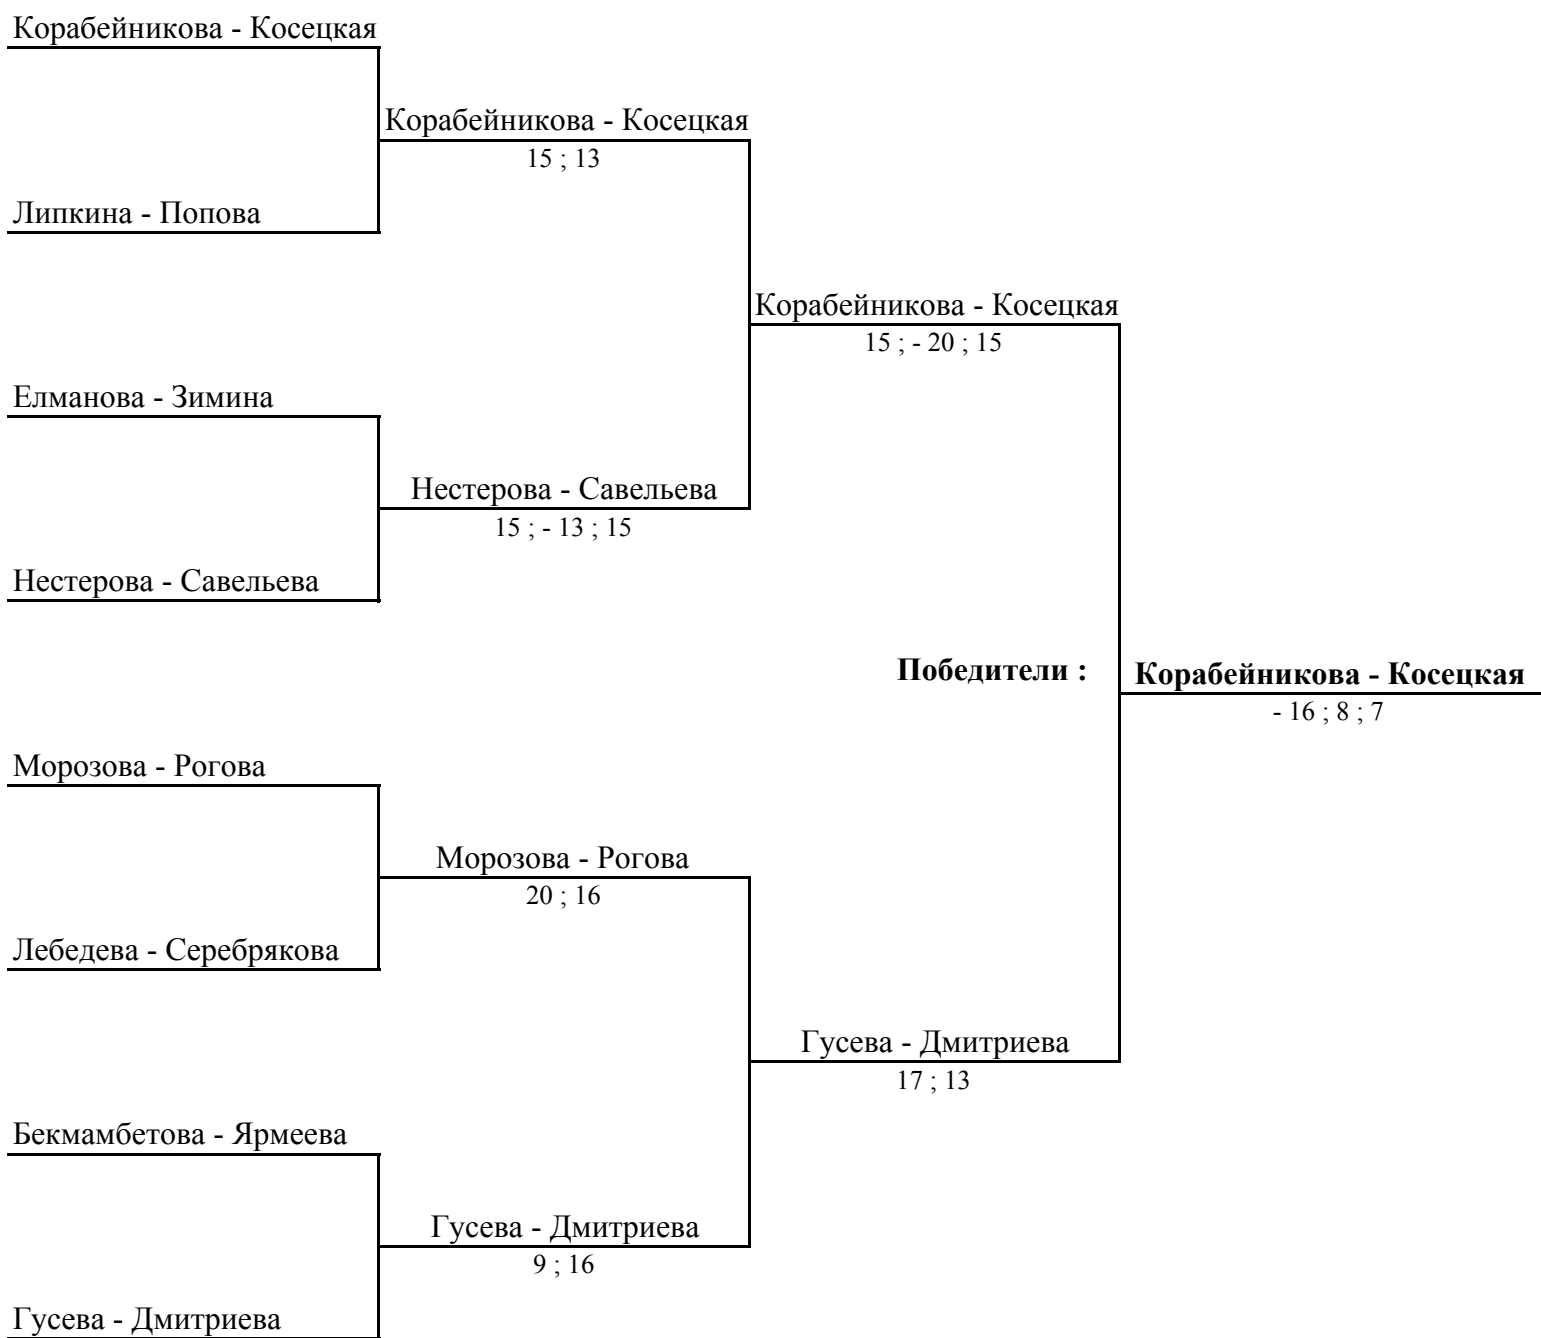 Корабейникова - Косецкая
Корабейникова - Косецкая
15 ; 13
Липкина - Попова
Корабейникова - Косецкая
15 ; - 20 ; 15
Елманова - Зимина
Нестерова - Савельева
15 ; - 13 ; 15
Нестерова - Савельева
Победители : Корабейникова - Косецкая
- 16 ; 8 ; 7
Морозова - Рогова
Морозова - Рогова
20 ; 16
Лебедева - Серебрякова
Гусева - Дмитриева
17 ; 13
Бекмамбетова - Ярмеева
Гусева - Дмитриева
9 ; 16
Гусева - Дмитриева